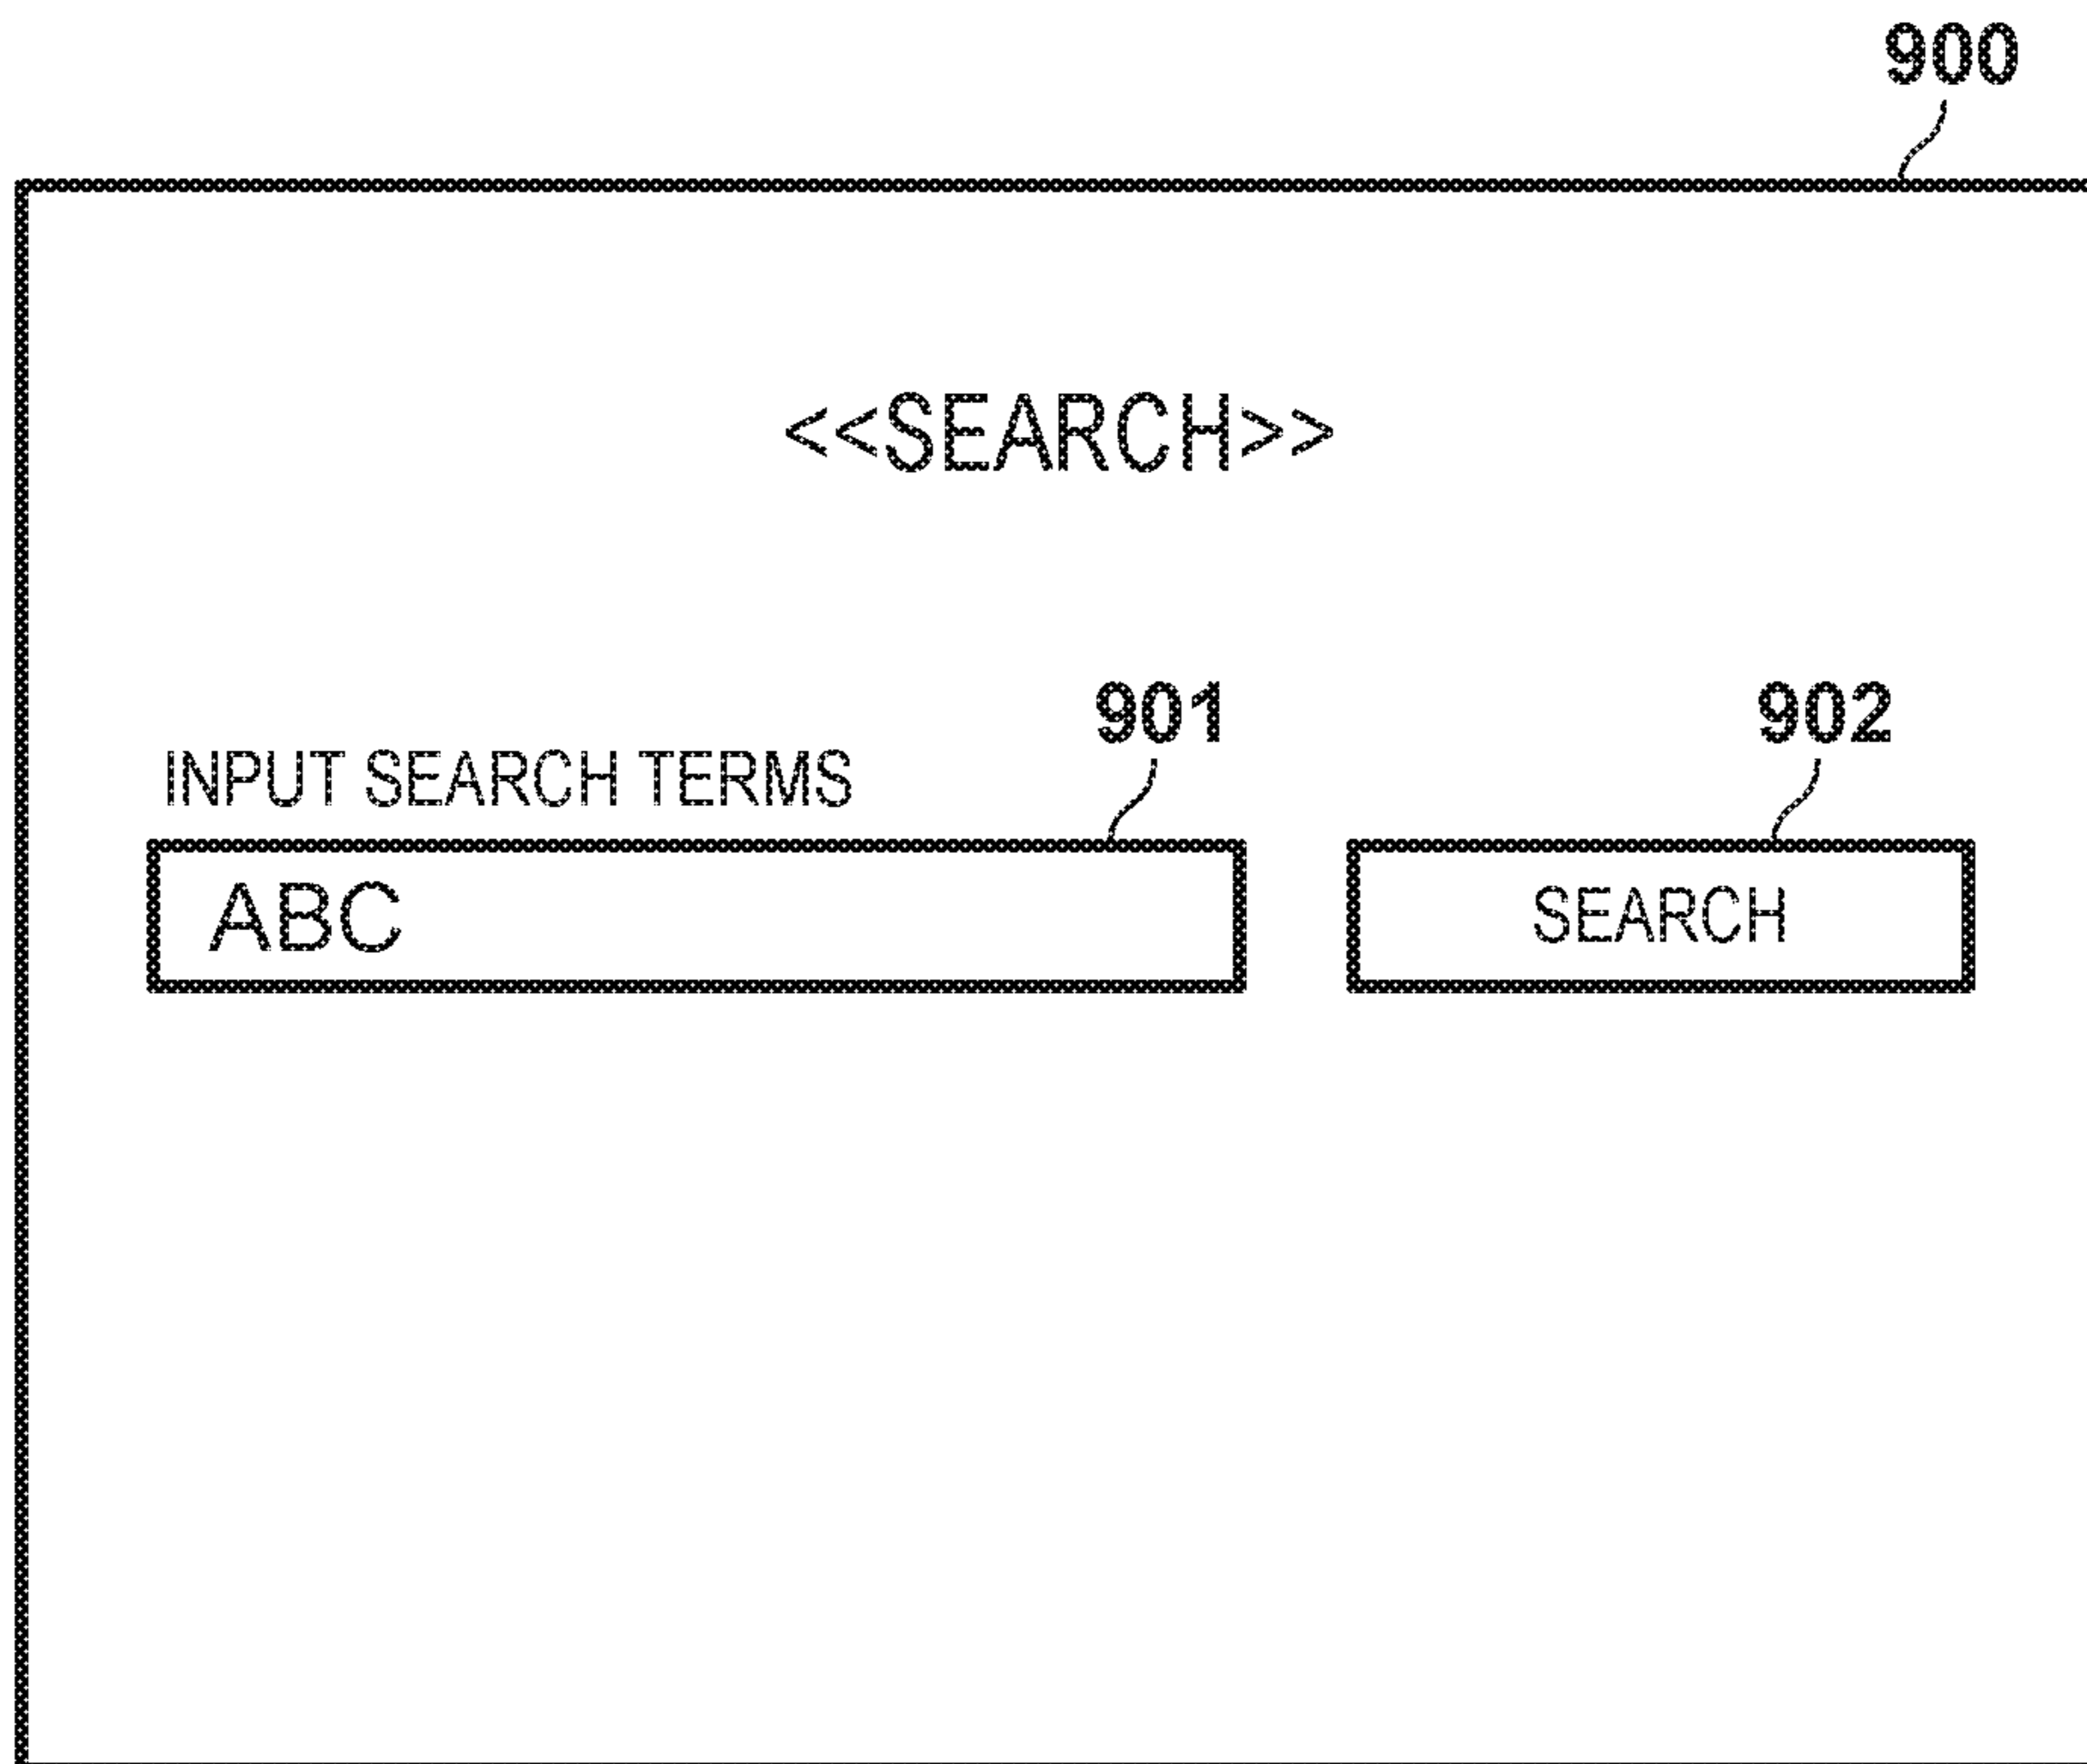 900
<<SEARCH>>
901
902
INPUT SEARCH TERMS
ABC
SEARCH